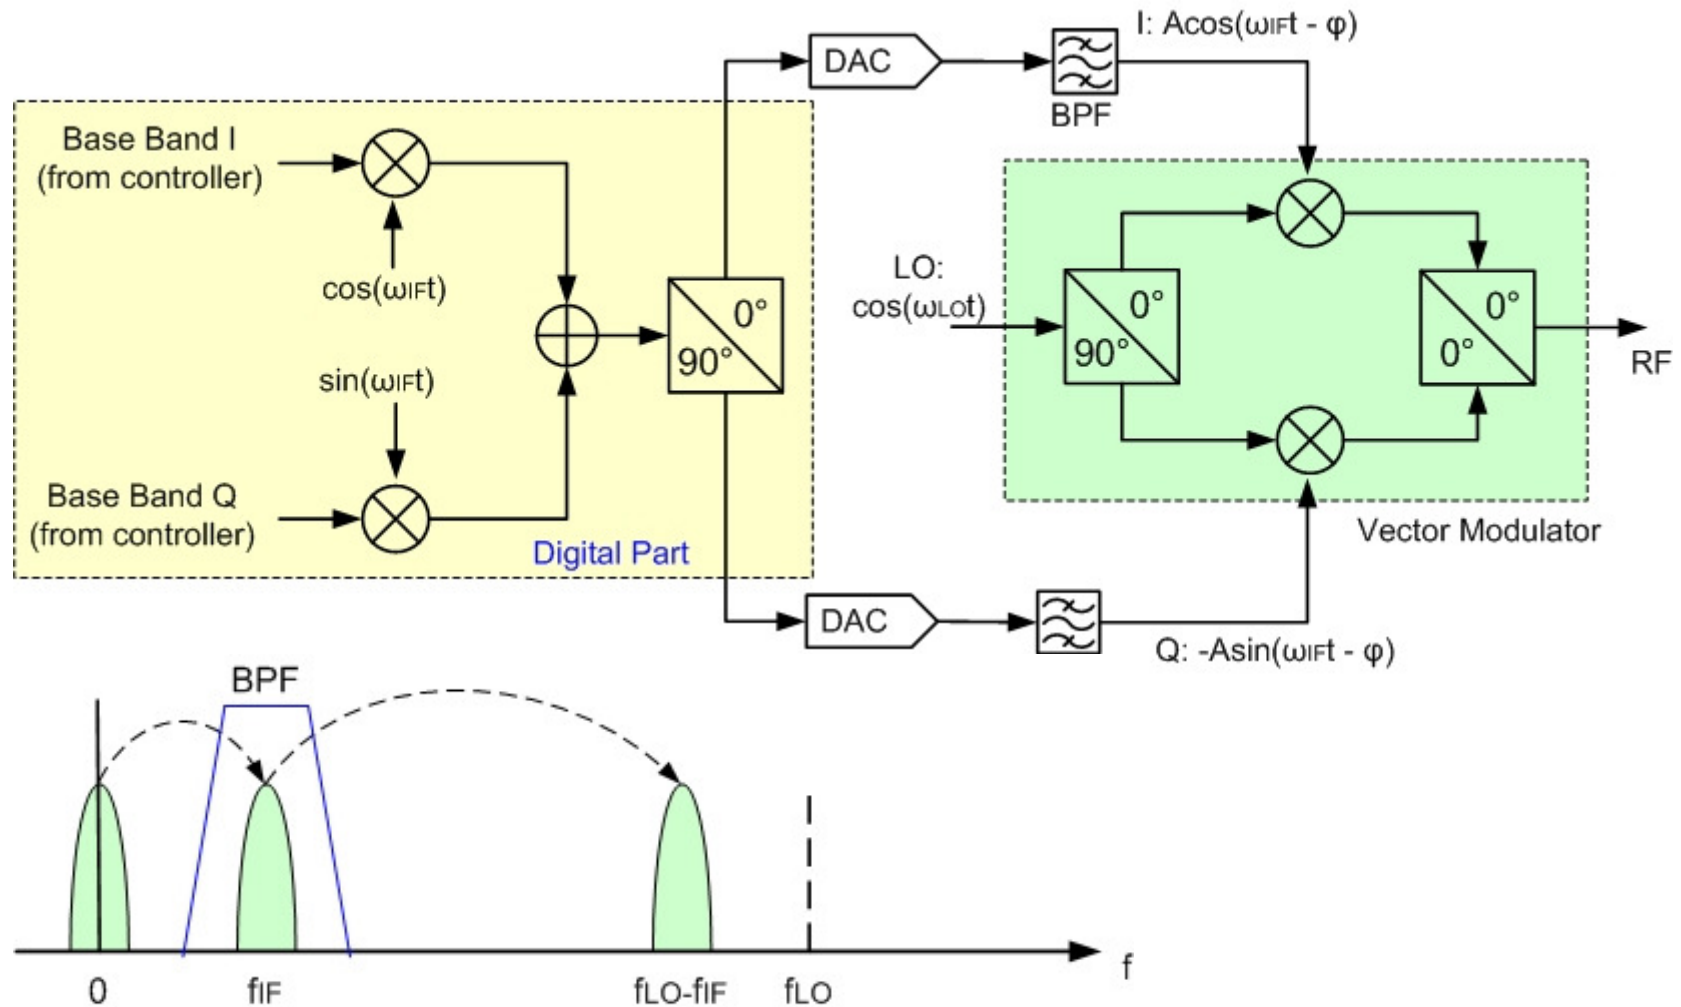 I: Acos(ωIFt - φ)
DAC
BPF
Base Band I
(from controller)
cos(ωIFt)
LO:
cos(ωLOt)
0°
90°
0°
90°
0°
0°
RF
sin(ωIFt)
Base Band Q
(from controller)
Digital Part
Vector Modulator
DAC
Q: -Asin(ωIFt - φ)
BPF
0
fIF
fLO-fIF
fLO
f